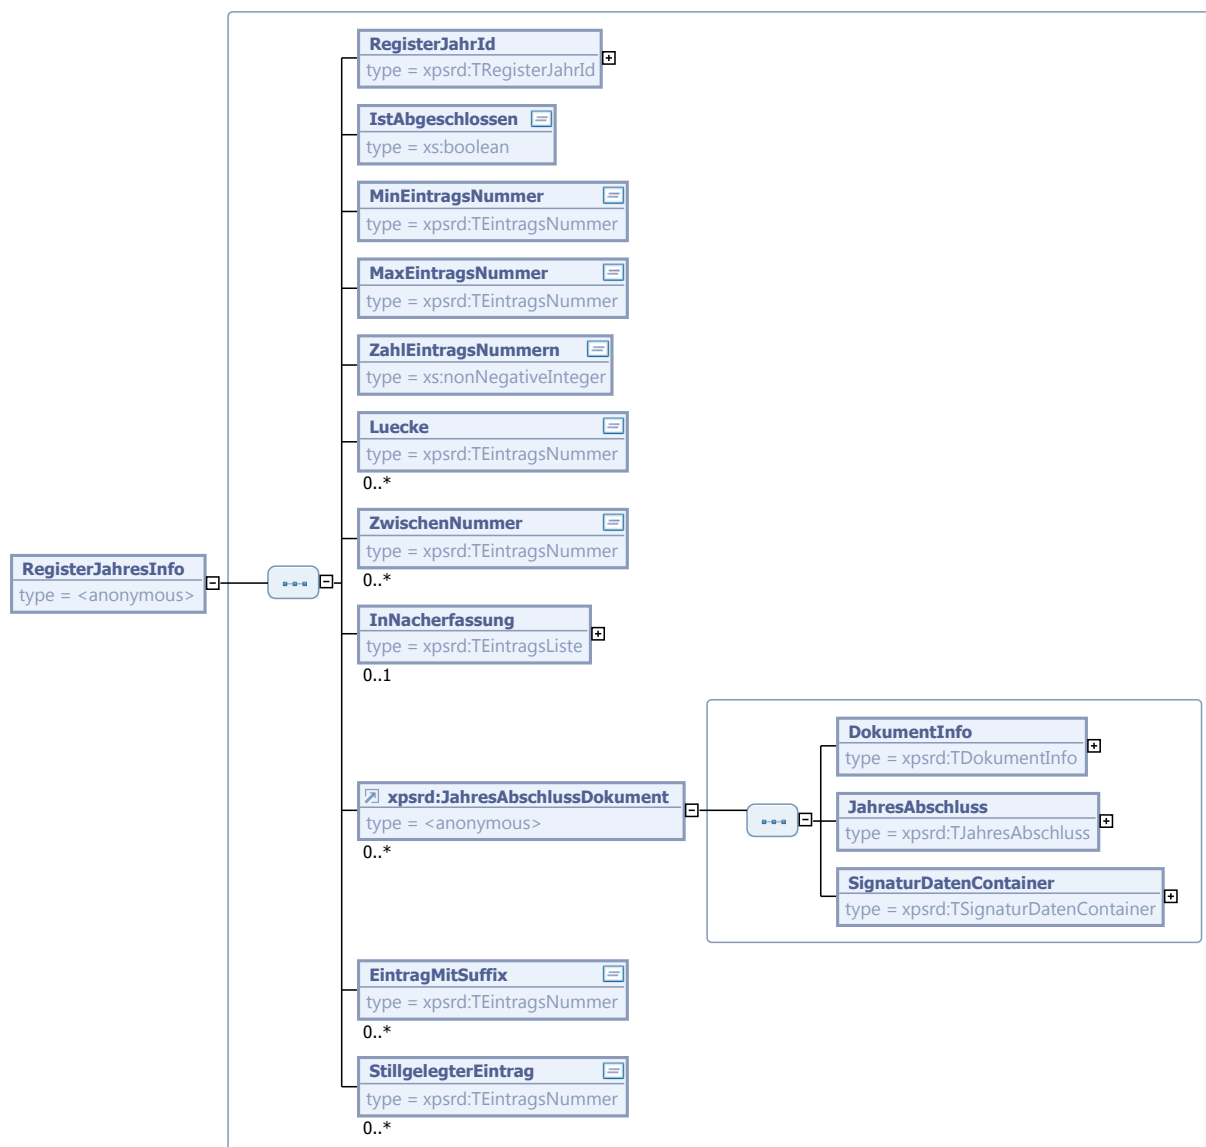 RegisterJahrId
type = xpsrd:TRegisterJahrId
IstAbgeschlossen
type = xs:boolean
MinEintragsNummer
type = xpsrd:TEintragsNummer
MaxEintragsNummer
type = xpsrd:TEintragsNummer
ZahlEintragsNummern
type = xs:nonNegativeInteger
Luecke
type = xpsrd:TEintragsNummer
0..*
ZwischenNummer
type = xpsrd:TEintragsNummer
0..*
RegisterJahresInfo
type = <anonymous>
InNacherfassung
type = xpsrd:TEintragsListe
0..1
xpsrd:JahresAbschlussDokument
type = <anonymous>
0..*
DokumentInfo
type = xpsrd:TDokumentInfo
JahresAbschluss
type = xpsrd:TJahresAbschluss
SignaturDatenContainer
type = xpsrd:TSignaturDatenContainer
EintragMitSuffix
type = xpsrd:TEintragsNummer
0..*
StillgelegterEintrag
type = xpsrd:TEintragsNummer
0..*